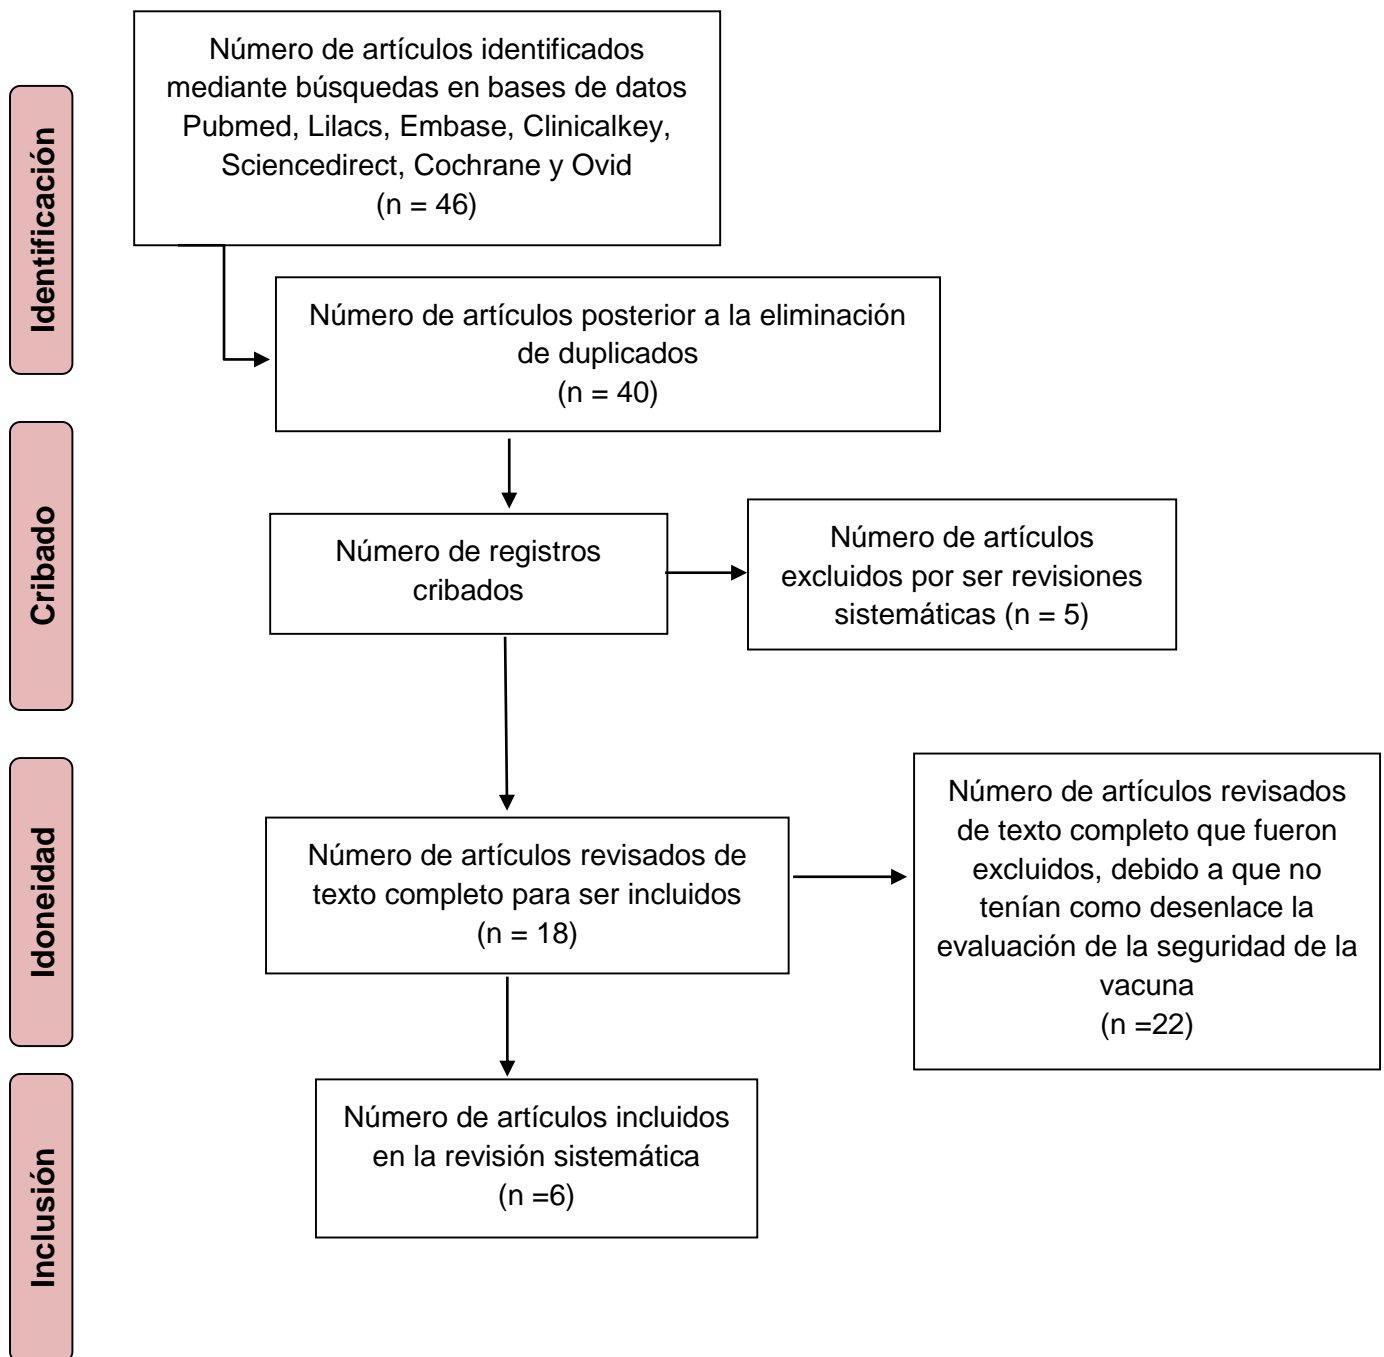 Identificación
Número de artículos identificados
mediante búsquedas en bases de datos
Pubmed, Lilacs, Embase, Clinicalkey,
Sciencedirect, Cochrane y Ovid
(n = 46)
Número de artículos posterior a la eliminación
de duplicados
(n = 40)
Cribado
Número de registros
cribados
Número de artículos
excluidos por ser revisiones
sistemáticas (n = 5)
Idoneidad
Número de artículos revisados de
texto completo para ser incluidos
(n = 18)
Número de artículos revisados
de texto completo que fueron
excluidos, debido a que no
tenían como desenlace la
evaluación de la seguridad de la
vacuna
(n =22)
Inclusión
Número de artículos incluidos
en la revisión sistemática
(n =6)